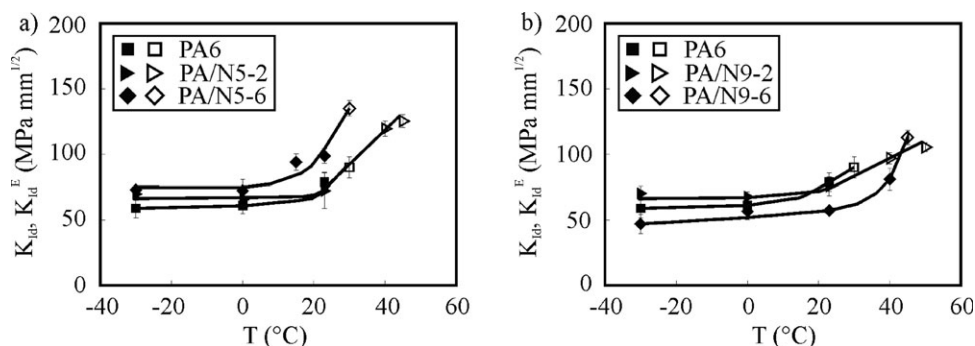 a)
K_Id, K_Id^E (MPa mm^1/2)
200
150
100
50
0
PA6
PA/N5-2
PA/N5-6
-40 -20 0 20 40 60
T (°C)
b)
K_Id, K_Id^E (MPa mm^1/2)
200
150
100
50
0
PA6
PA/N9-2
PA/N9-6
-40 -20 0 20 40 60
T (°C)